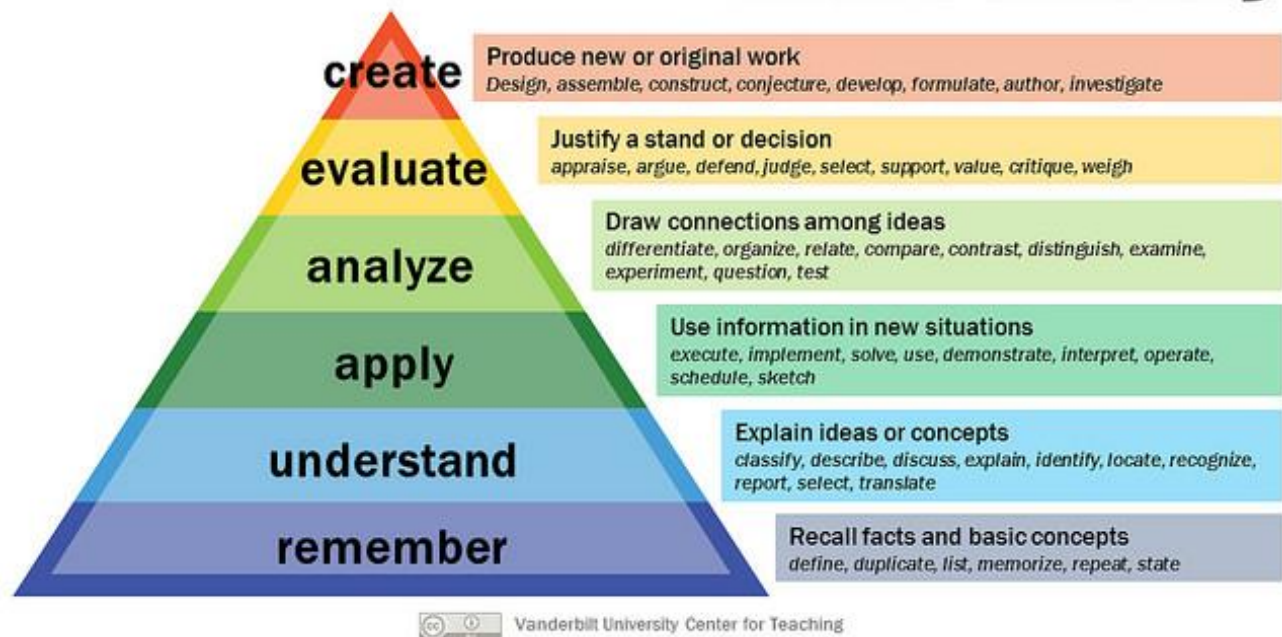 create
Produce new or original work
Design, assemble, construct, conjecture, develop, formulate, author, investigate
evaluate
Justify a stand or decision
appraise, argue, defend, judge, select, support, value, critique, weigh
analyze
Draw connections among ideas
differentiate, organize, relate, compare, contrast, distinguish, examine,
experiment, question, test
apply
Use information in new situations
execute, implement, solve, use, demonstrate, interpret, operate,
schedule, sketch
understand
Explain ideas or concepts
classify, describe, discuss, explain, identify, locate, recognize,
report, select, translate
remember
Recall facts and basic concepts
define, duplicate, list, memorize, repeat, state
cc
Vanderbilt University Center for Teaching